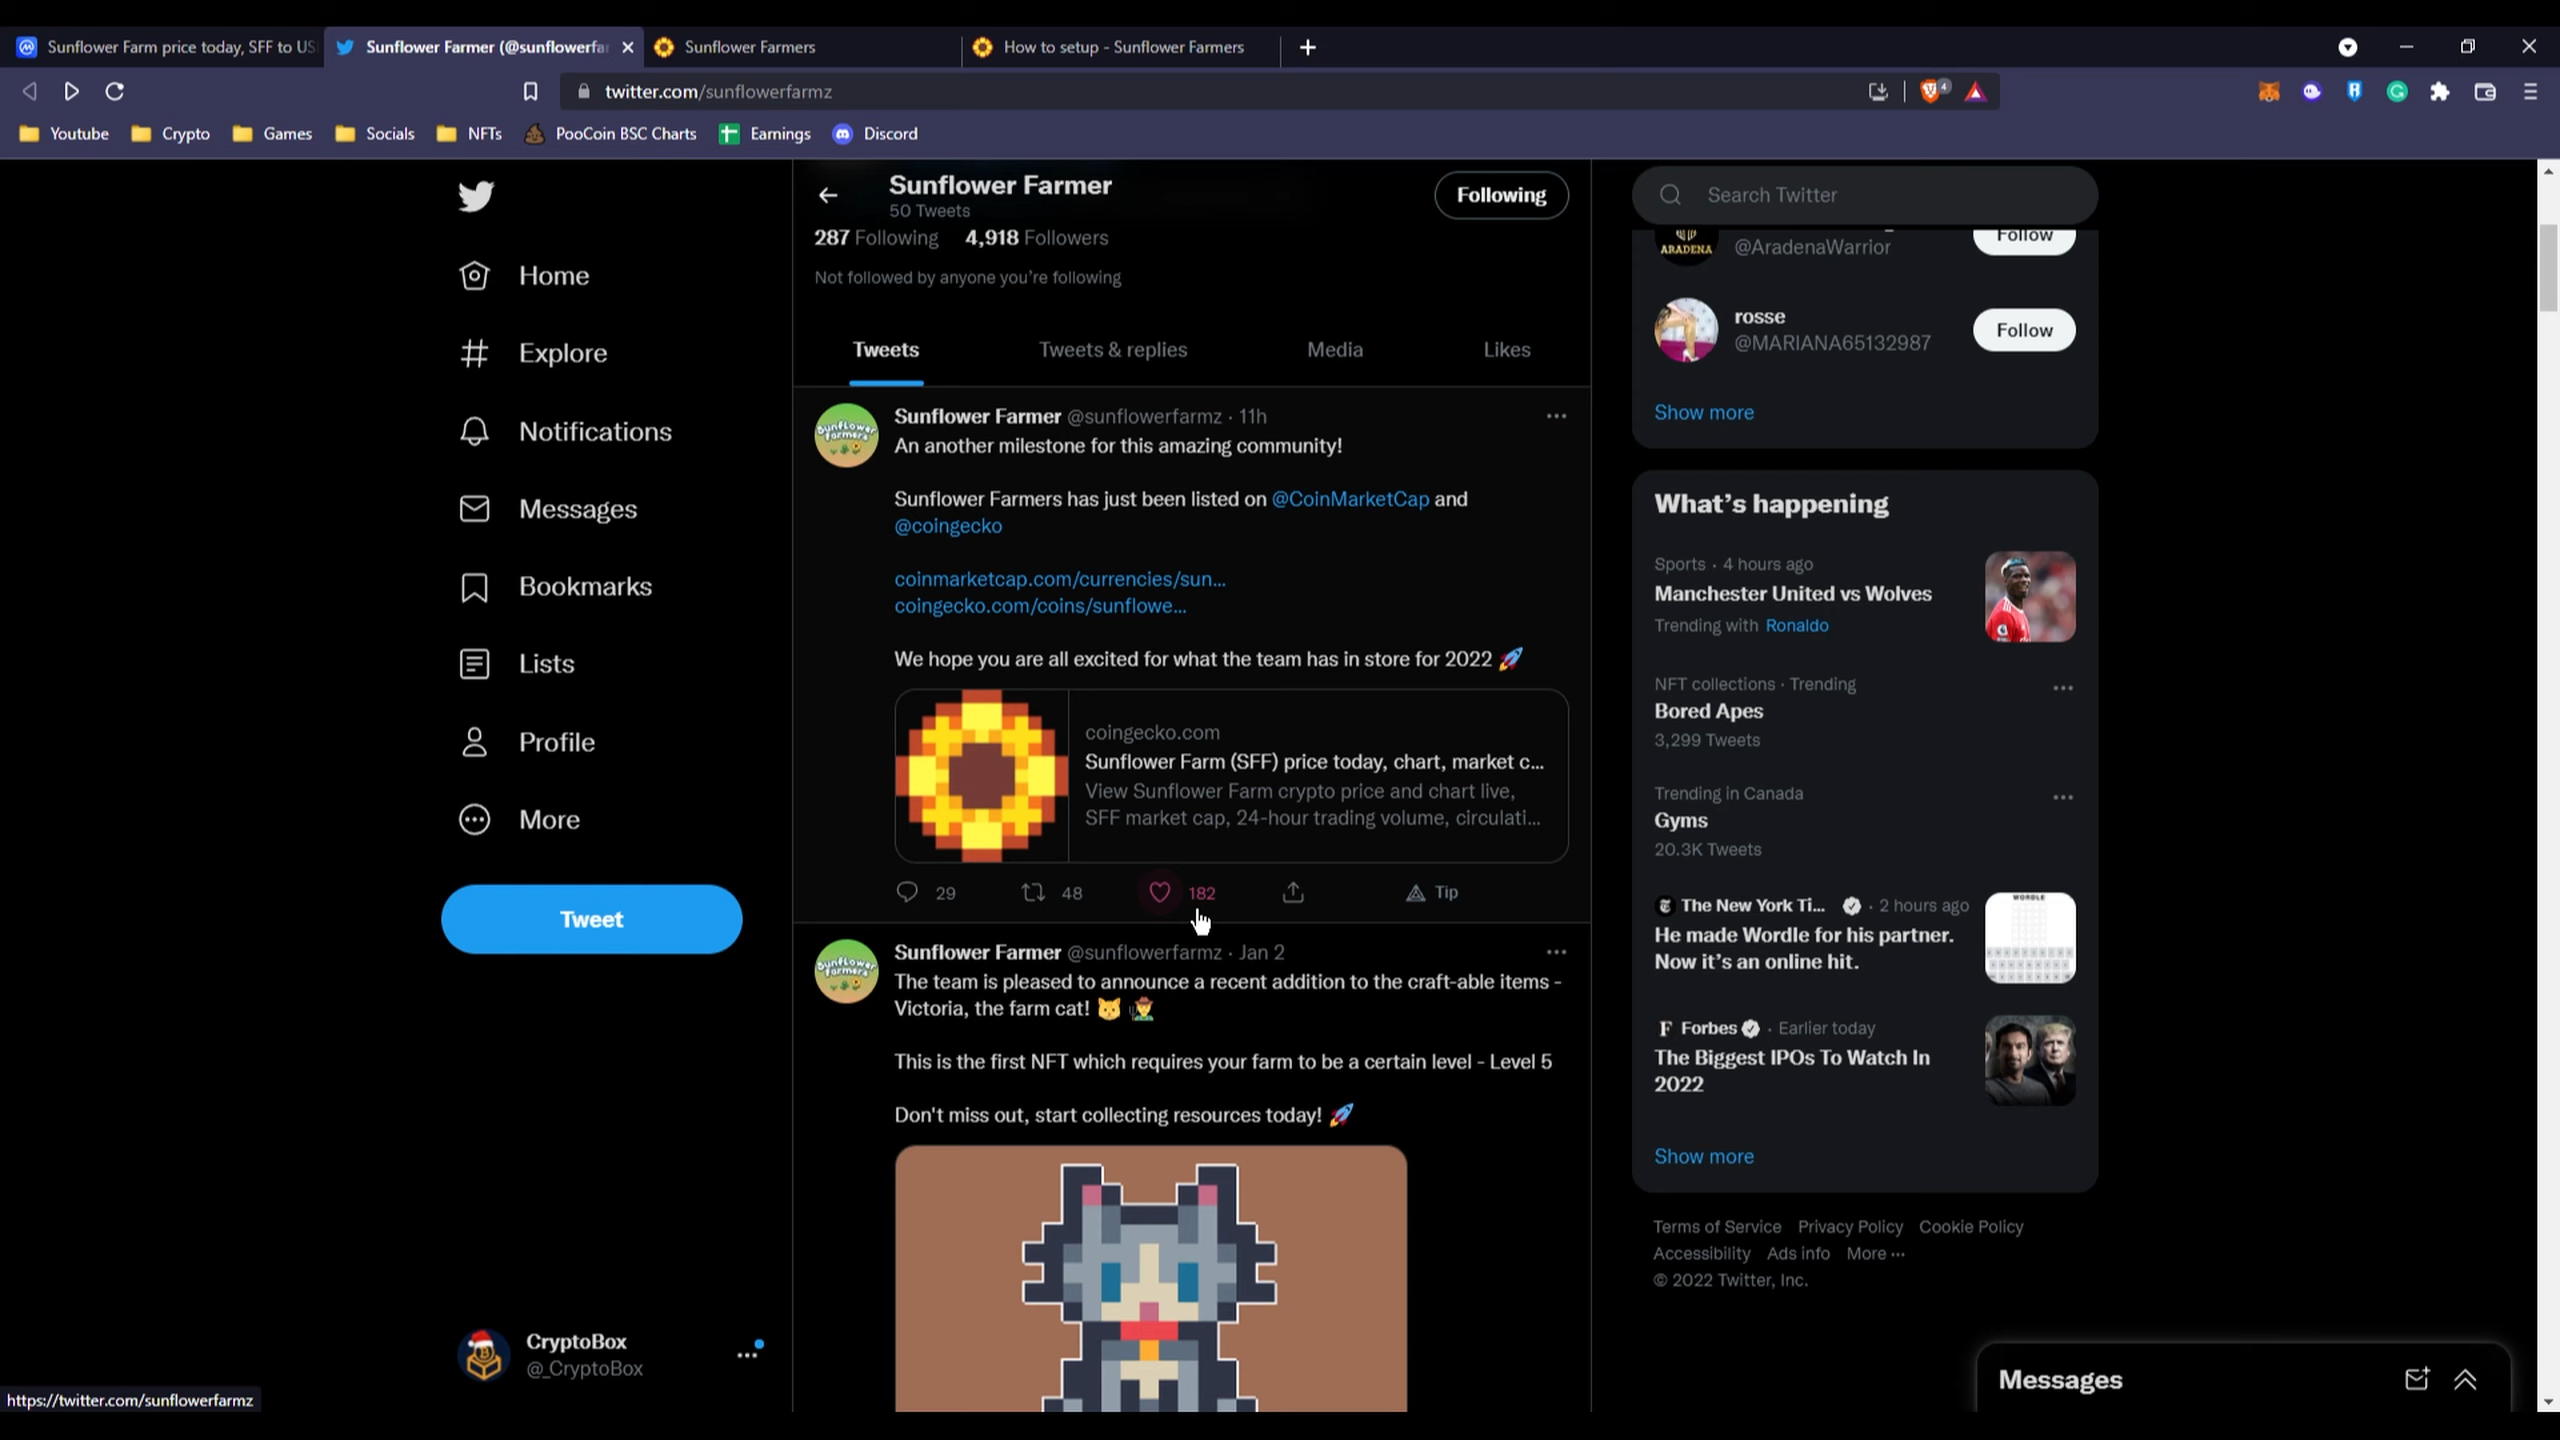 Sunflower Farm price today, SFF to US
Sunflower Farmer (@sunflowerfa
Sunflower Farmers
How to setup - Sunflower Farmers
twitter.com/sunflowerfarmz
4
Youtube
Crypto
Games
Socials
NFTs
PooCoin BSC Charts
Earnings
Discord
Home
Explore
Notifications
Messages
Bookmarks
Lists
Profile
More
Tweet
CryptoBox
@_CryptoBox
https://twitter.com/sunflowerfarmz
Sunflower Farmer
50 Tweets
Following
287 Following 4,918 Followers
Not followed by anyone you're following
Tweets
Tweets & replies
Media
Likes
Sunflower Farmer @sunflowerfarmz · 11h
An another milestone for this amazing community!
Sunflower Farmers has just been listed on @CoinMarketCap and
@coingecko
coinmarketcap.com/currencies/sun...
coingecko.com/coins/sunflowe...
We hope you are all excited for what the team has in store for 2022 🚀
coingecko.com
Sunflower Farm (SFF) price today, chart, market c...
View Sunflower Farm crypto price and chart live,
SFF market cap, 24-hour trading volume, circulati...
29
48
182
Tip
Sunflower Farmer @sunflowerfarmz · Jan 2
The team is pleased to announce a recent addition to the craft-able items -
Victoria, the farm cat! 🐱 🧑‍🌾
This is the first NFT which requires your farm to be a certain level - Level 5
Don't miss out, start collecting resources today! 🚀
Sunflower
Farmers
Sunflower
Farmers
Search Twitter
ARADENA
@AradenaWarrior
Follow
rosse
@MARIANA65132987
Follow
Show more
What's happening
Sports · 4 hours ago
Manchester United vs Wolves
Trending with Ronaldo
NFT collections · Trending
Bored Apes
3,299 Tweets
Trending in Canada
Gyms
20.3K Tweets
The New York Ti... · 2 hours ago
He made Wordle for his partner.
Now it's an online hit.
WORDLE
F Forbes · Earlier today
The Biggest IPOs To Watch In
2022
Show more
Terms of Service Privacy Policy Cookie Policy
Accessibility Ads info More ···
© 2022 Twitter, Inc.
Messages